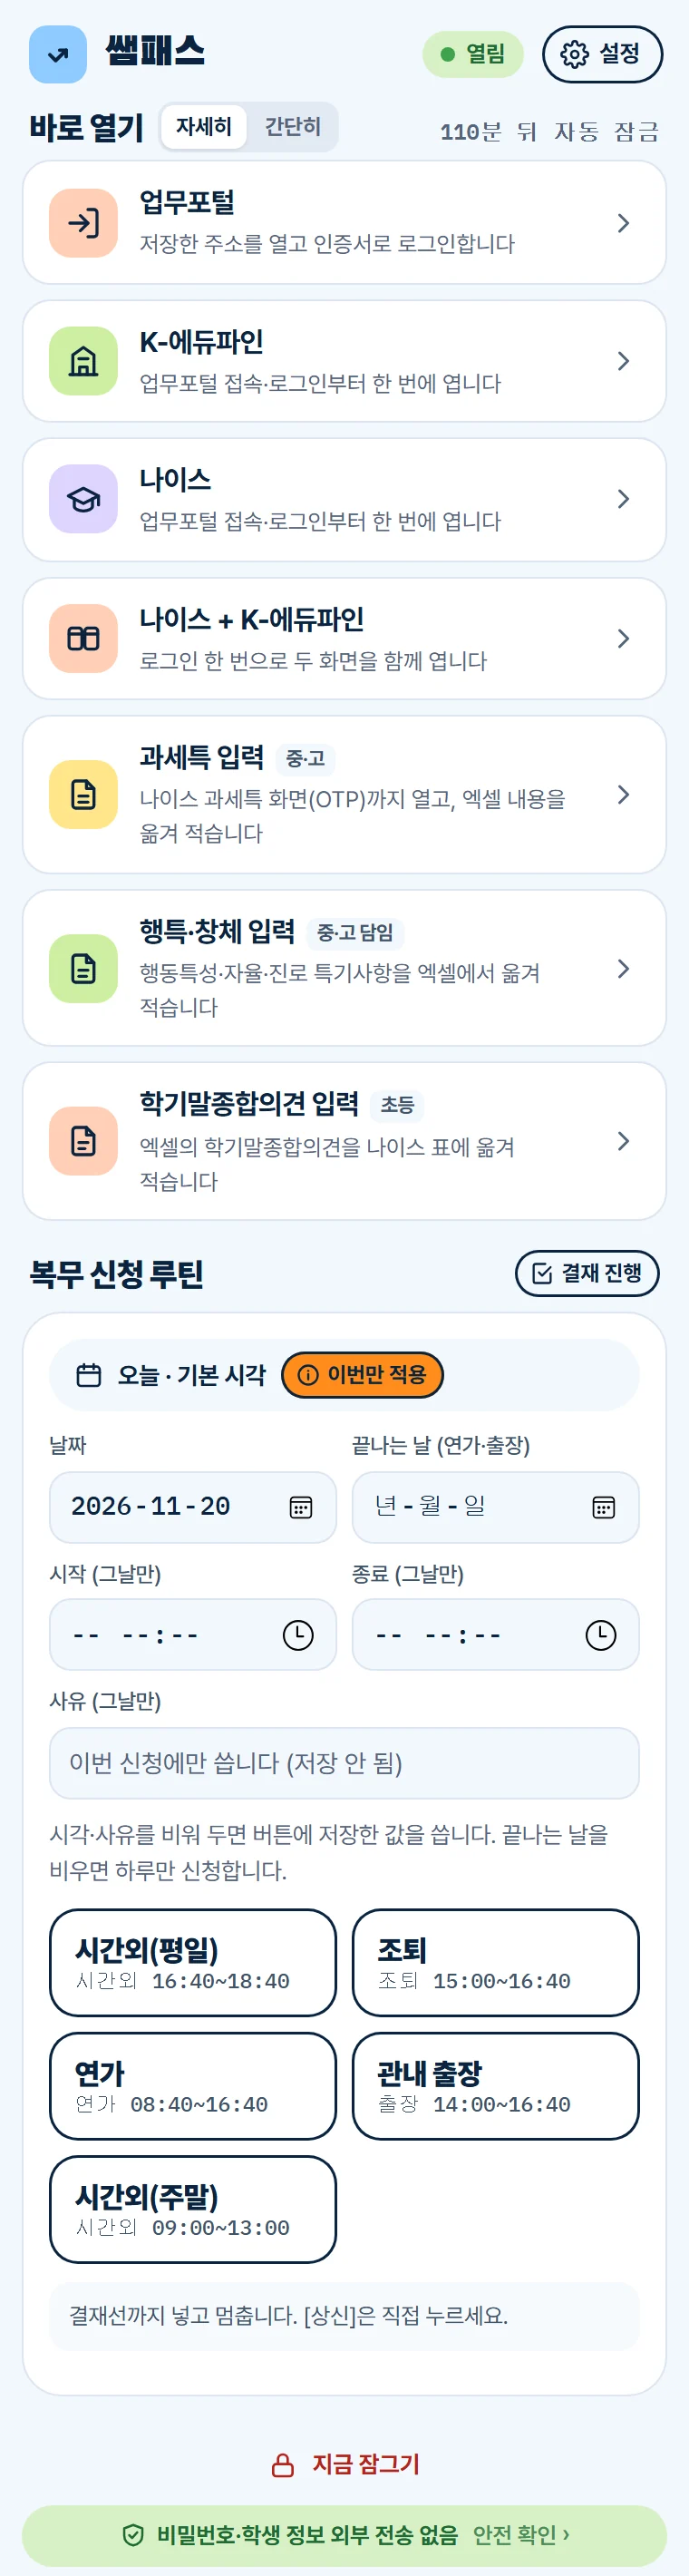 쌤패스
열림
설정
바로 열기
자세히
간단히
110분 뒤 자동 잠금
업무포털
저장한 주소를 열고 인증서로 로그인합니다
K-에듀파인
업무포털 접속·로그인부터 한 번에 엽니다
나이스
업무포털 접속·로그인부터 한 번에 엽니다
나이스 + K-에듀파인
로그인 한 번으로 두 화면을 함께 엽니다
과세특 입력 중·고
나이스 과세특 화면(OTP)까지 열고, 엑셀 내용을
옮겨 적습니다
행특·창체 입력 중·고 담임
행동특성·자율·진로 특기사항을 엑셀에서 옮겨
적습니다
학기말종합의견 입력 초등
엑셀의 학기말종합의견을 나이스 표에 옮겨
적습니다
복무 신청 루틴
결재 진행
오늘 · 기본 시각
이번만 적용
날짜
끝나는 날 (연가·출장)
2026-11-20
년-월-일
시작 (그날만)
종료 (그날만)
-- --:--
-- --:--
사유 (그날만)
이번 신청에만 씁니다 (저장 안 됨)
시각·사유를 비워 두면 버튼에 저장한 값을 씁니다. 끝나는 날을
비우면 하루만 신청합니다.
시간외(평일)
시간외 16:40~18:40
조퇴
조퇴 15:00~16:40
연가
연가 08:40~16:40
관내 출장
출장 14:00~16:40
시간외(주말)
시간외 09:00~13:00
결재선까지 넣고 멈춥니다. [상신]은 직접 누르세요.
지금 잠그기
비밀번호·학생 정보 외부 전송 없음 안전 확인 ›